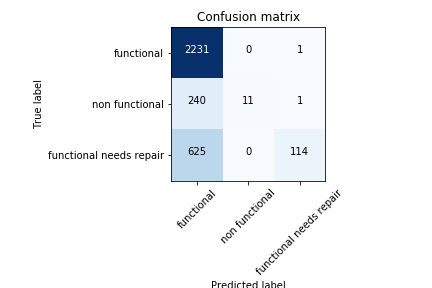 Confusion matrix
True label
functional 2231 0 1
non functional 240 11 1
functional needs repair 625 0 114
functional non functional functional needs repair
Predicted label